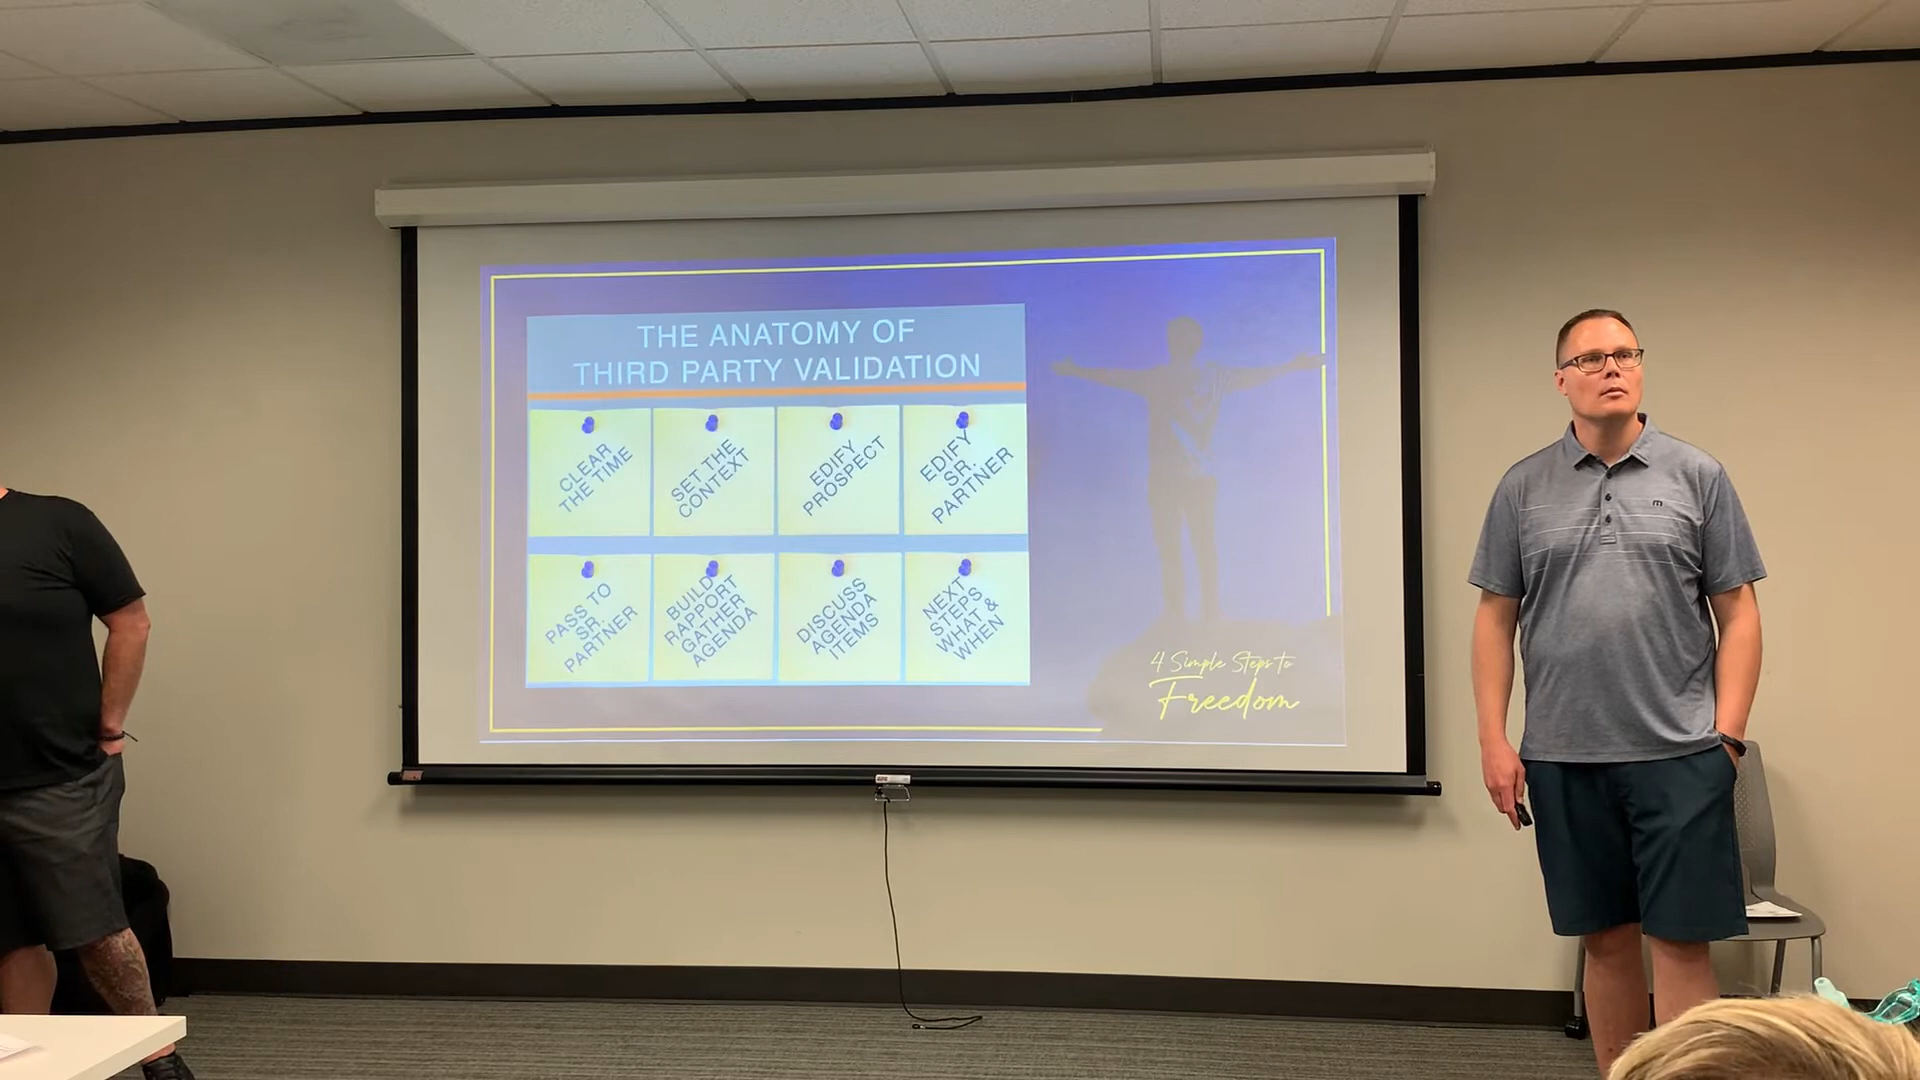 THE ANATOMY OF
THIRD PARTY VALIDATION
CLEAR
THE TIME
SET THE
CONTEXT
EDIFY
PROSPECT
EDIFY
SR.
PARTNER
PASS TO
SR.
PARTNER
BUILD
RAPPORT
GATHER
AGENDA
DISCUSS
AGENDA
ITEMS
NEXT
STEPS
WHAT &
WHEN
4 Simple Steps to
Freedom